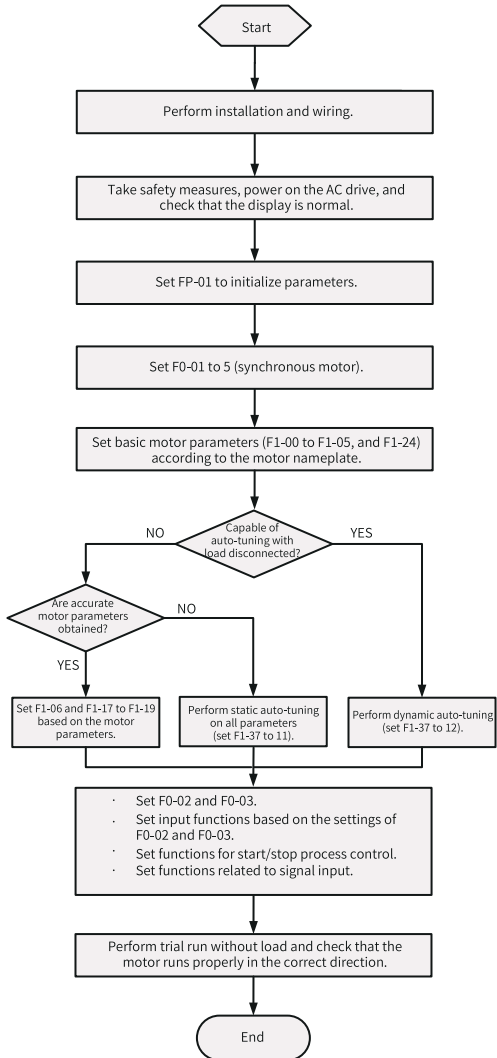 Start
Perform installation and wiring.
Take safety measures, power on the AC drive, and
check that the display is normal.
Set FP-01 to initialize parameters.
Set F0-01 to 5 (synchronous motor).
Set basic motor parameters (F1-00 to F1-05, and F1-24)
according to the motor nameplate.
Capable of
auto-tuning with
load disconnected?
NO
YES
Are accurate
motor parameters
obtained?
NO
YES
Set F1-06 and F1-17 to F1-19
based on the motor
parameters.
Perform static auto-tuning
on all parameters
(set F1-37 to 11).
Perform dynamic auto-tuning
(set F1-37 to 12).
· Set F0-02 and F0-03.
· Set input functions based on the settings of
F0-02 and F0-03.
· Set functions for start/stop process control.
· Set functions related to signal input.
Perform trial run without load and check that the
motor runs properly in the correct direction.
End